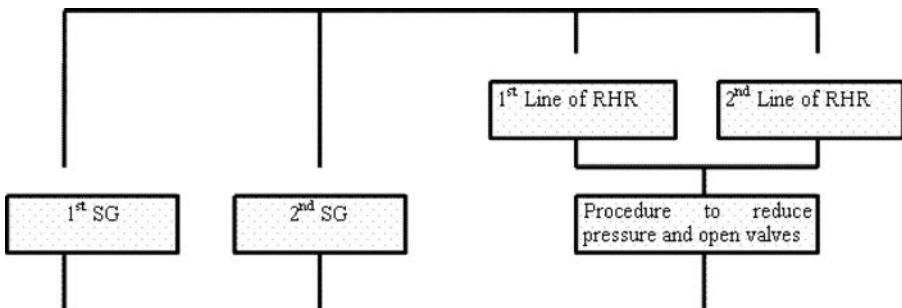 1st Line of RHR
2nd Line of RHR
1st SG
2nd SG
Procedure to reduce
pressure and open valves